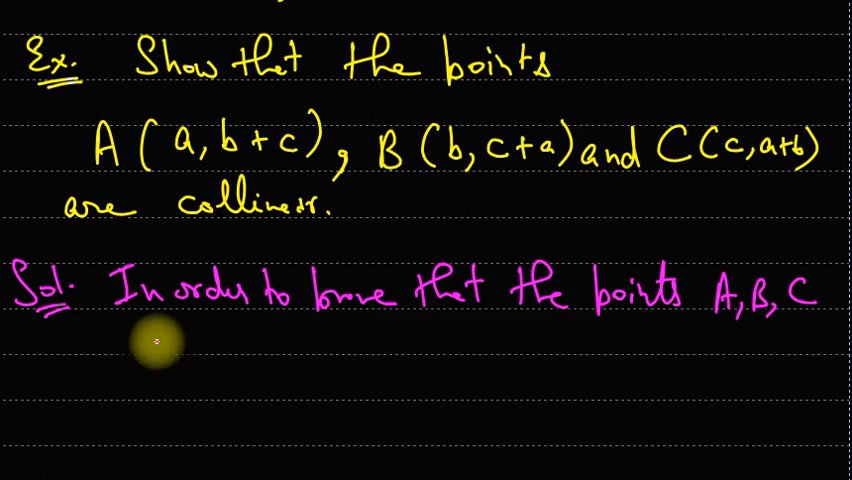 Ex. Show that the points
A(a, b+c), B(b, c+a) and C(c, a+b)
are collinear.
Sol. In order to prove that the points A, B, C